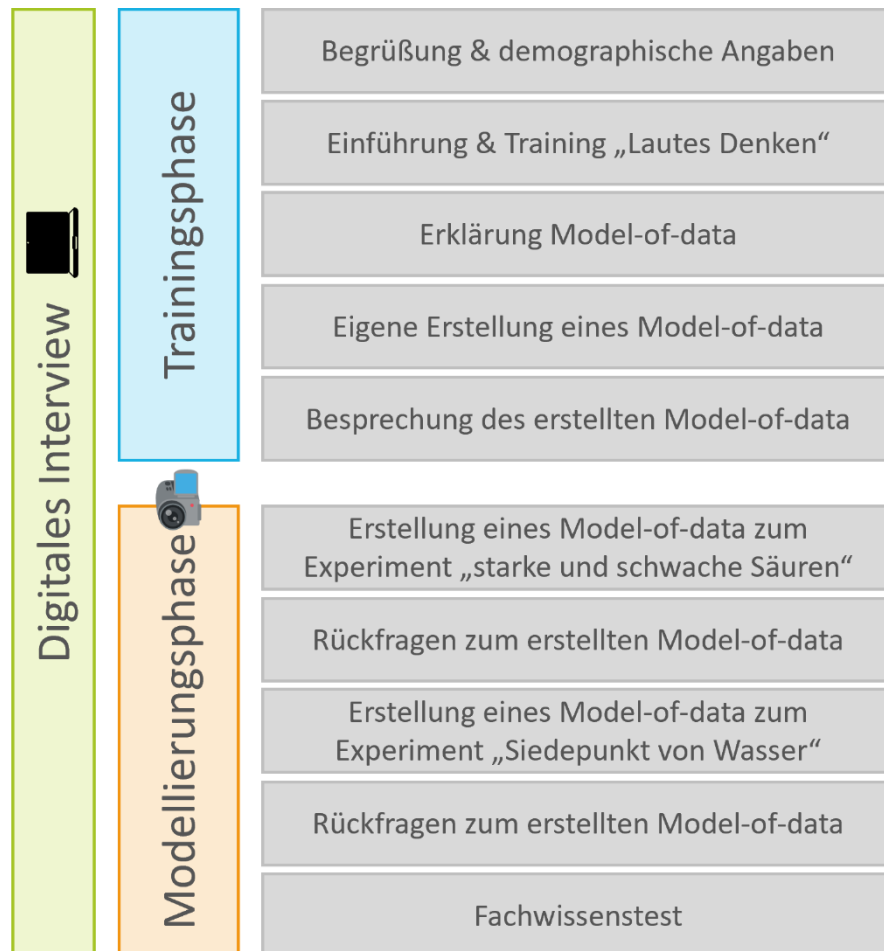 Digitales Interview
Trainingsphase
Begrüßung & demographische Angaben
Einführung & Training „Lautes Denken“
Erklärung Model-of-data
Eigene Erstellung eines Model-of-data
Besprechung des erstellten Model-of-data
Modellierungsphase
Erstellung eines Model-of-data zum
Experiment „starke und schwache Säuren“
Rückfragen zum erstellten Model-of-data
Erstellung eines Model-of-data zum
Experiment „Siedepunkt von Wasser“
Rückfragen zum erstellten Model-of-data
Fachwissenstest